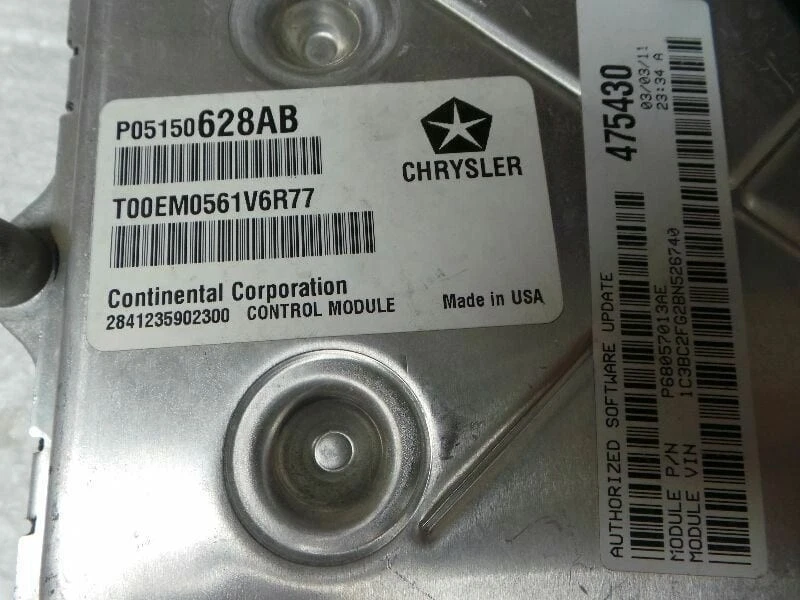 P05150628AB
CHRYSLER
T00EM0561V6R77
Continental Corporation
2841235902300 CONTROL MODULE Made in USA
475430
03/03/11
23:34 A
AUTHORIZED SOFTWARE UPDATE
MODULE P/N P68057013AE
MODULE VIN 1C3BC2FG2BN526740